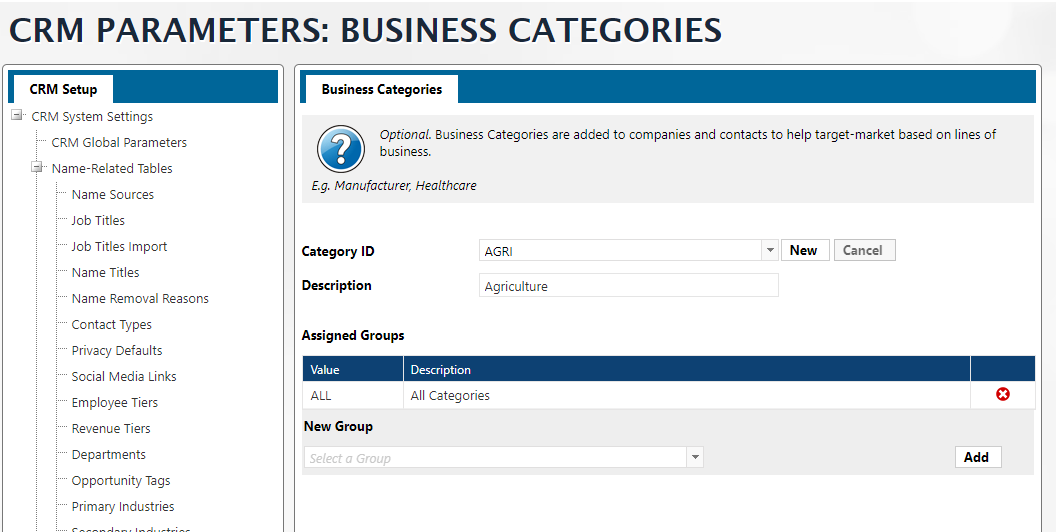 CRM PARAMETERS: BUSINESS CATEGORIES
CRM Setup
CRM System Settings
CRM Global Parameters
Name-Related Tables
Name Sources
Job Titles
Job Titles Import
Name Titles
Name Removal Reasons
Contact Types
Privacy Defaults
Social Media Links
Employee Tiers
Revenue Tiers
Departments
Opportunity Tags
Primary Industries
Secondary Industries
Business Categories
?
Optional. Business Categories are added to companies and contacts to help target-market based on lines of
business.
E.g. Manufacturer, Healthcare
Category ID AGRI New Cancel
Description Agriculture
Assigned Groups
Value Description
ALL All Categories
New Group
Select a Group Add